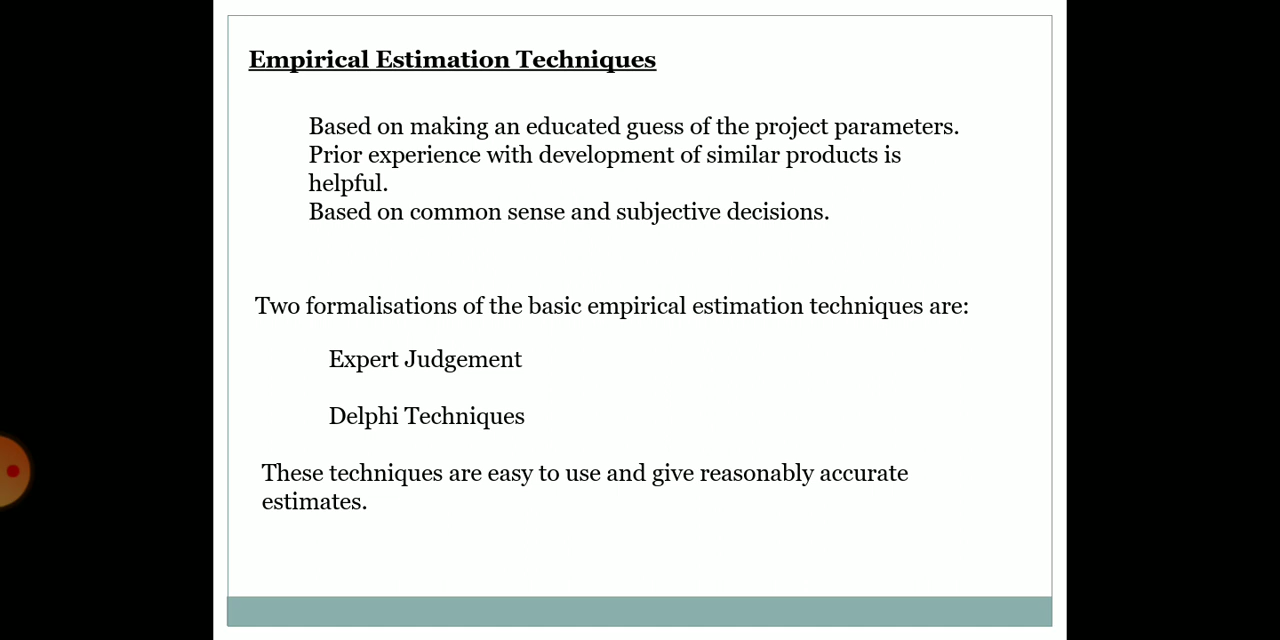 Empirical Estimation Techniques
Based on making an educated guess of the project parameters.
Prior experience with development of similar products is
helpful.
Based on common sense and subjective decisions.
Two formalisations of the basic empirical estimation techniques are:
Expert Judgement
Delphi Techniques
These techniques are easy to use and give reasonably accurate
estimates.